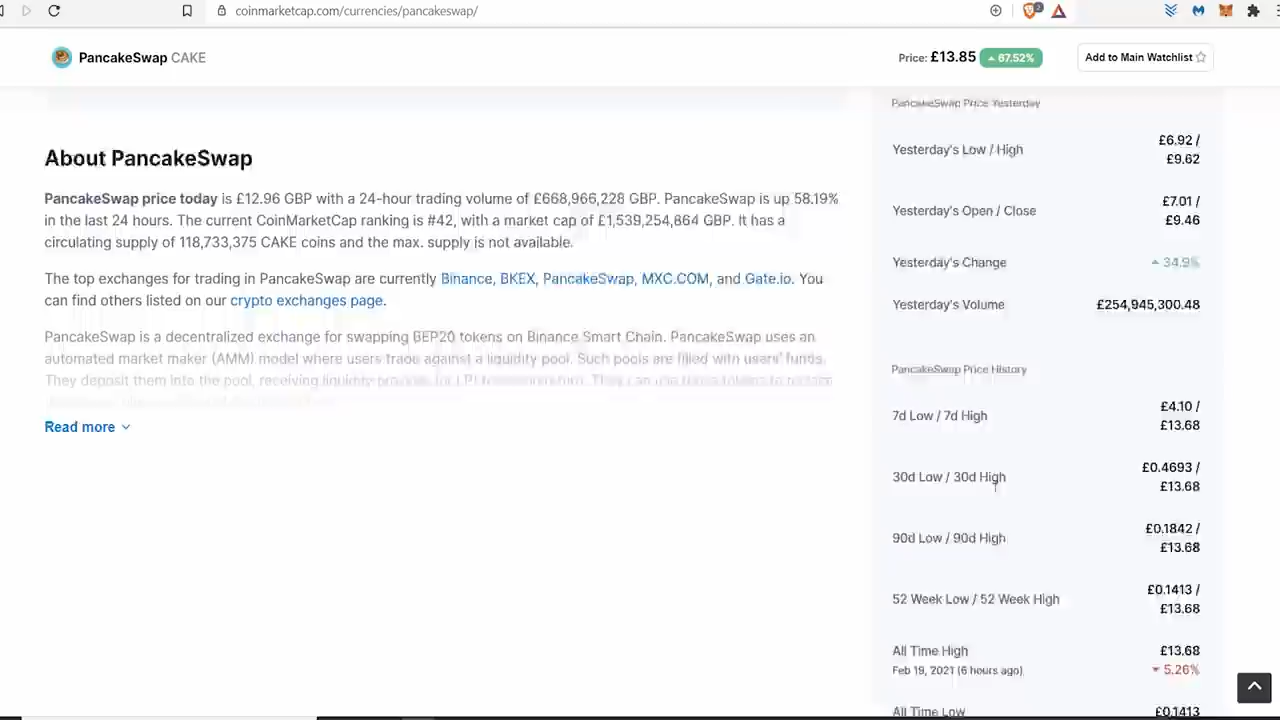 coinmarketcap.com/currencies/pancakeswap/
2
PancakeSwap CAKE
Price: £13.85 67.52%
Add to Main Watchlist
About PancakeSwap
PancakeSwap price today is £12.96 GBP with a 24-hour trading volume of £668,966,228 GBP. PancakeSwap is up 58.19%
in the last 24 hours. The current CoinMarketCap ranking is #42, with a market cap of £1,539,254,864 GBP. It has a
circulating supply of 118,733,375 CAKE coins and the max. supply is not available.
The top exchanges for trading in PancakeSwap are currently Binance, BKEX, PancakeSwap, MXC.COM, and Gate.io. You
can find others listed on our crypto exchanges page.
PancakeSwap is a decentralized exchange for swapping BEP20 tokens on Binance Smart Chain. PancakeSwap uses an
automated market maker (AMM) model where users trade against a liquidity pool. Such pools are filled with users' funds.
They deposit them into the pool, receiving liquidity
Read more
PancakeSwap Price Yesterday
Yesterday's Low / High
£6.92 /
£9.62
Yesterday's Open / Close
£7.01 /
£9.46
Yesterday's Change
34.9%
Yesterday's Volume
£254,945,300.48
PancakeSwap Price History
7d Low / 7d High
£4.10 /
£13.68
30d Low / 30d High
£0.4693 /
£13.68
90d Low / 90d High
£0.1842 /
£13.68
52 Week Low / 52 Week High
£0.1413 /
£13.68
All Time High
£13.68
Feb 19, 2021 (6 hours ago)
5.26%
All Time Low
£0.1413